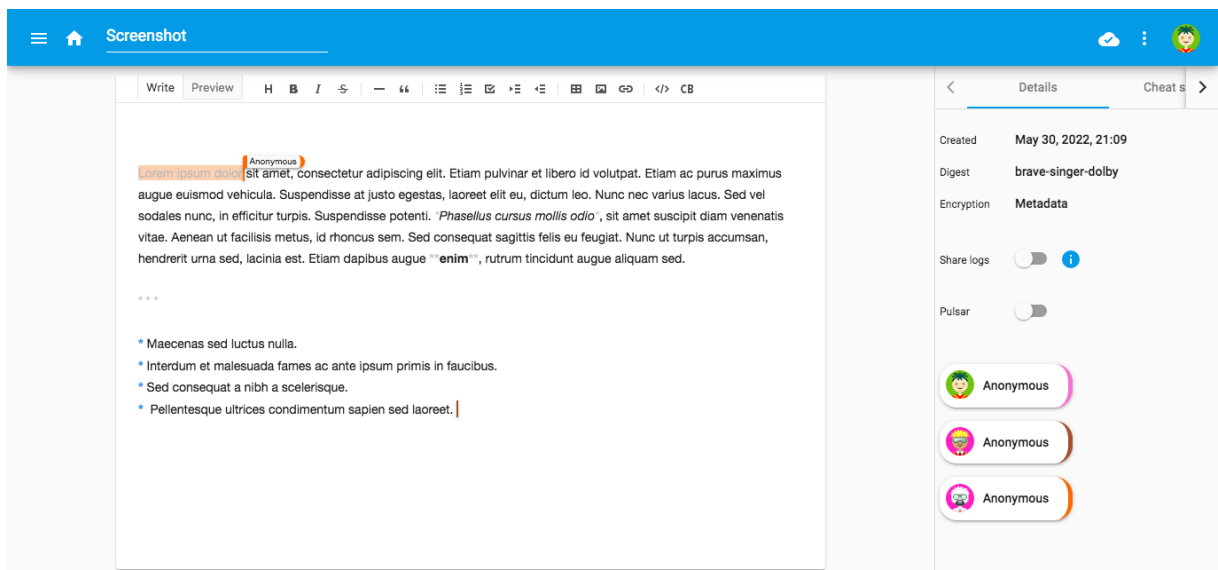 Screenshot
Write Preview H B I S — “ </> CB
Details Cheat s
Anonymous
Lorem ipsum dolor sit amet, consectetur adipiscing elit. Etiam pulvinar et libero id volutpat. Etiam ac purus maximus
augue euismod vehicula. Suspendisse at justo egestas, laoreet elit eu, dictum leo. Nunc nec varius lacus. Sed vel
sodales nunc, in efficitur turpis. Suspendisse potenti. *Phasellus cursus mollis odio*, sit amet suscipit diam venenatis
vitae. Aenean ut facilisis metus, id rhoncus sem. Sed consequat sagittis felis eu feugiat. Nunc ut turpis accumsan,
hendrerit urna sed, lacinia est. Etiam dapibus augue **enim**, rutrum tincidunt augue aliquam sed.
* * *
* Maecenas sed luctus nulla.
* Interdum et malesuada fames ac ante ipsum primis in faucibus.
* Sed consequat a nibh a scelerisque.
* Pellentesque ultrices condimentum sapien sed laoreet.
Created May 30, 2022, 21:09
Digest brave-singer-dolby
Encryption Metadata
Share logs
Pulsar
Anonymous
Anonymous
Anonymous